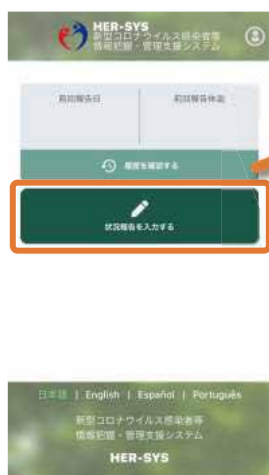 HER-SYS
新型コロナウイルス感染者等
情報把握・管理支援システム
前回報告日
前回報告体温
履歴を確認する
状況報告を入力する
日本語 | English | Español | Português
新型コロナウイルス感染者等
情報把握・管理支援システム
HER-SYS